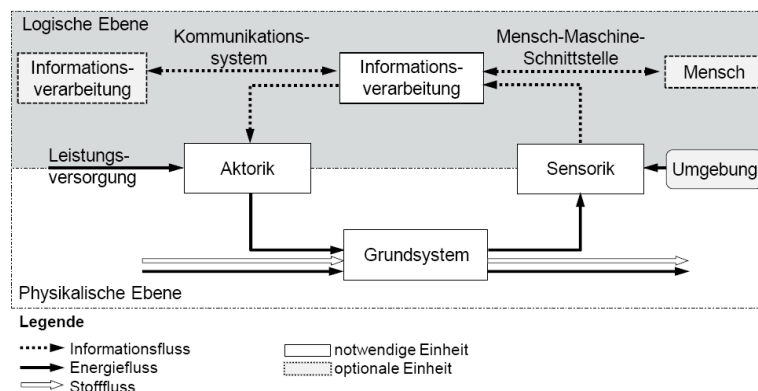 Logische Ebene
Informations-
verarbeitung
Kommunikations-
system
Informations-
verarbeitung
Mensch-Maschine-
Schnittstelle
Mensch
Leistungs-
versorgung
Aktorik
Sensorik
Umgebung
Grundsystem
Physikalische Ebene
Legende
Informationsfluss
Energiefluss
Stofffluss
notwendige Einheit
optionale Einheit